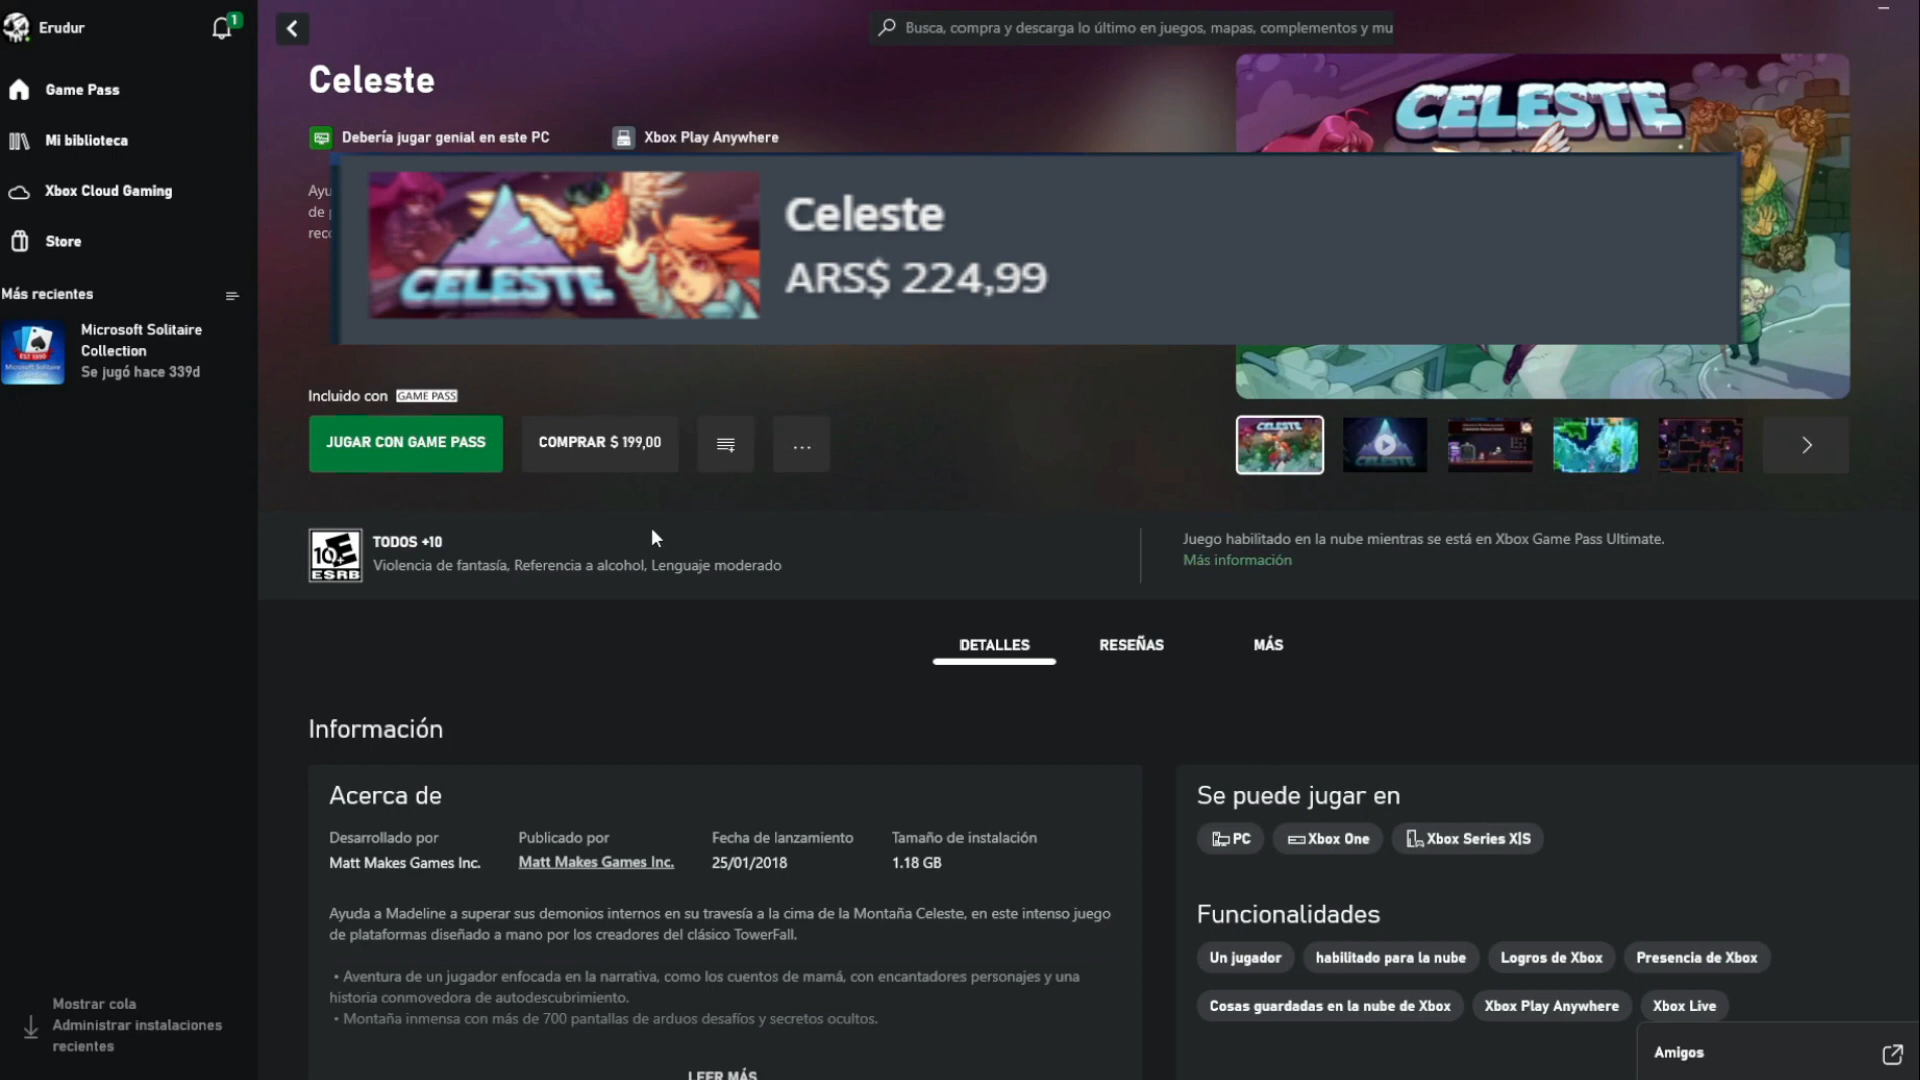 Erudur
1
Busca, compra y descarga lo último en juegos, mapas, complementos y mu
Game Pass
Mi biblioteca
Xbox Cloud Gaming
Store
Más recientes
Microsoft Solitaire
Collection
Se jugó hace 339d
Celeste
Debería jugar genial en este PC
Xbox Play Anywhere
Ayu
de
rec
CELESTE
CELESTE
Celeste
ARS$ 224,99
Incluido con GAME PASS
JUGAR CON GAME PASS
COMPRAR $ 199,00
...
CELESTE
CELESTE
10+
E
ESRB
TODOS +10
Violencia de fantasía, Referencia a alcohol, Lenguaje moderado
Juego habilitado en la nube mientras se está en Xbox Game Pass Ultimate.
Más información
DETALLES
RESEÑAS
MÁS
Información
Acerca de
Desarrollado por
Matt Makes Games Inc.
Publicado por
Matt Makes Games Inc.
Fecha de lanzamiento
25/01/2018
Tamaño de instalación
1.18 GB
Ayuda a Madeline a superar sus demonios internos en su travesía a la cima de la Montaña Celeste, en este intenso juego
de plataformas diseñado a mano por los creadores del clásico TowerFall.
• Aventura de un jugador enfocada en la narrativa, como los cuentos de mamá, con encantadores personajes y una
historia conmovedora de autodescubrimiento.
• Montaña inmensa con más de 700 pantallas de arduos desafíos y secretos ocultos.
LEER MÁS
Se puede jugar en
PC
Xbox One
Xbox Series X|S
Funcionalidades
Un jugador
habilitado para la nube
Logros de Xbox
Presencia de Xbox
Cosas guardadas en la nube de Xbox
Xbox Play Anywhere
Xbox Live
Mostrar cola
Administrar instalaciones
recientes
Amigos